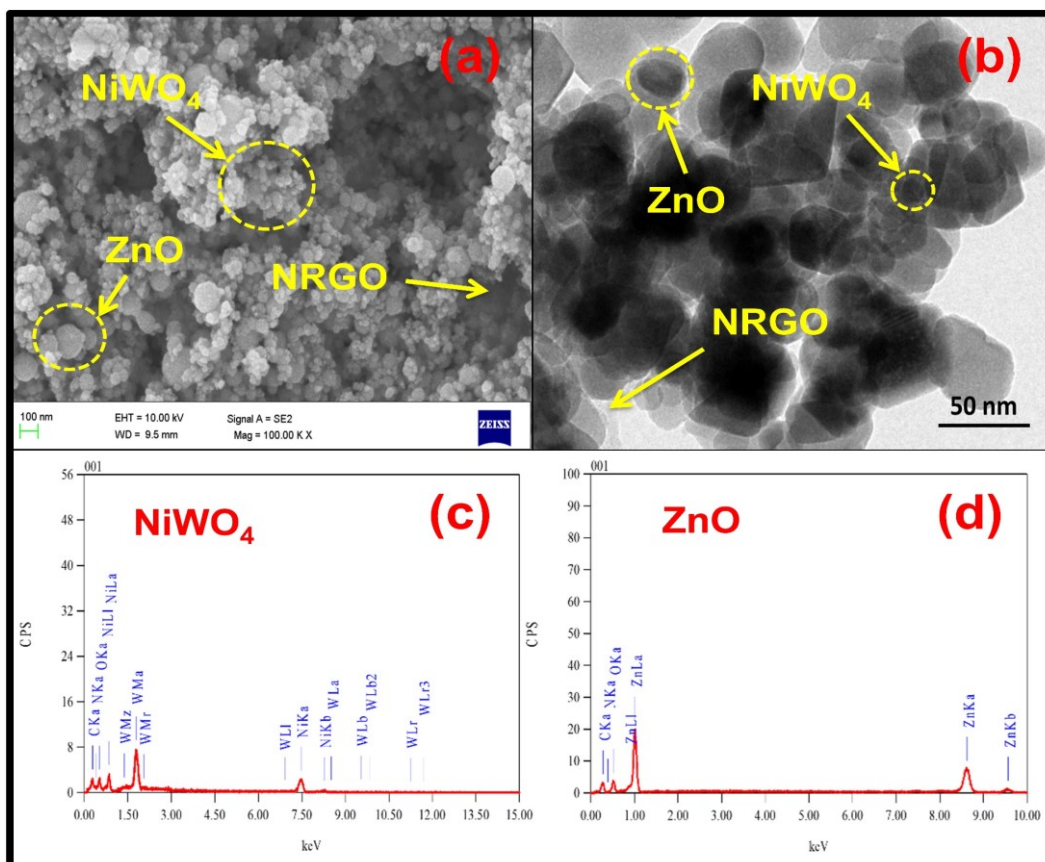 (a)
NiWO4
ZnO
NRGO
100 nm
EHT = 10.00 kV
Signal A = SE2
WD = 9.5 mm
Mag = 100.00 K X
ZEISS
(b)
NiWO4
ZnO
NRGO
50 nm
001
(c)
NiWO4
56
48
40
32
24
16
8
0
CPS
CKa
NKa
OKa
NiLl
NiLa
WMz
WMa
WMr
WLl
NiKa
NiKb
WLa
WLb
WLb2
WLr
WLr3
0.00 1.50 3.00 4.50 6.00 7.50 9.00 10.50 12.00 13.50 15.00
keV
001
(d)
ZnO
100
90
80
70
60
50
40
30
20
10
0
CPS
CKa
NKa
OKa
ZnLl
ZnLa
ZnKa
ZnKb
0.00 1.00 2.00 3.00 4.00 5.00 6.00 7.00 8.00 9.00 10.00
keV